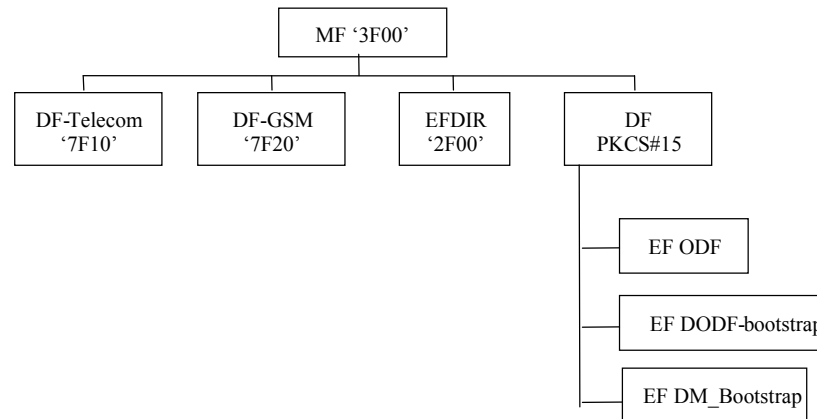 MF ‘3F00’
DF-Telecom
‘7F10’
DF-GSM
‘7F20’
EFDIR
‘2F00’
DF
PKCS#15
EF ODF
EF DODF-bootstrap
EF DM_Bootstrap